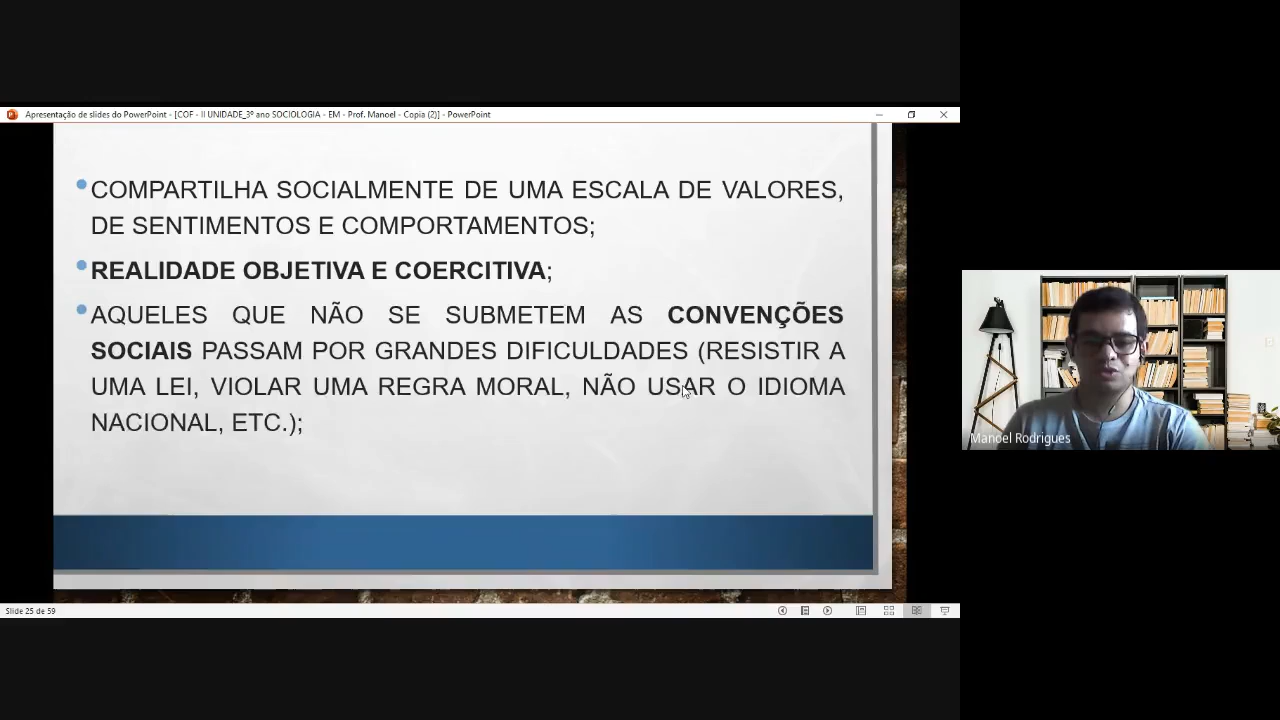 Apresentação de slides do PowerPoint - [COF - II UNIDADE_3º ano SOCIOLOGIA - EM - Prof. Manoel - Copia (2)] - PowerPoint
COMPARTILHA SOCIALMENTE DE UMA ESCALA DE VALORES,
DE SENTIMENTOS E COMPORTAMENTOS;
REALIDADE OBJETIVA E COERCITIVA;
AQUELES QUE NÃO SE SUBMETEM AS CONVENÇÕES
SOCIAIS PASSAM POR GRANDES DIFICULDADES (RESISTIR A
UMA LEI, VIOLAR UMA REGRA MORAL, NÃO USAR O IDIOMA
NACIONAL, ETC.);
Manoel Rodrigues
Slide 25 de 59